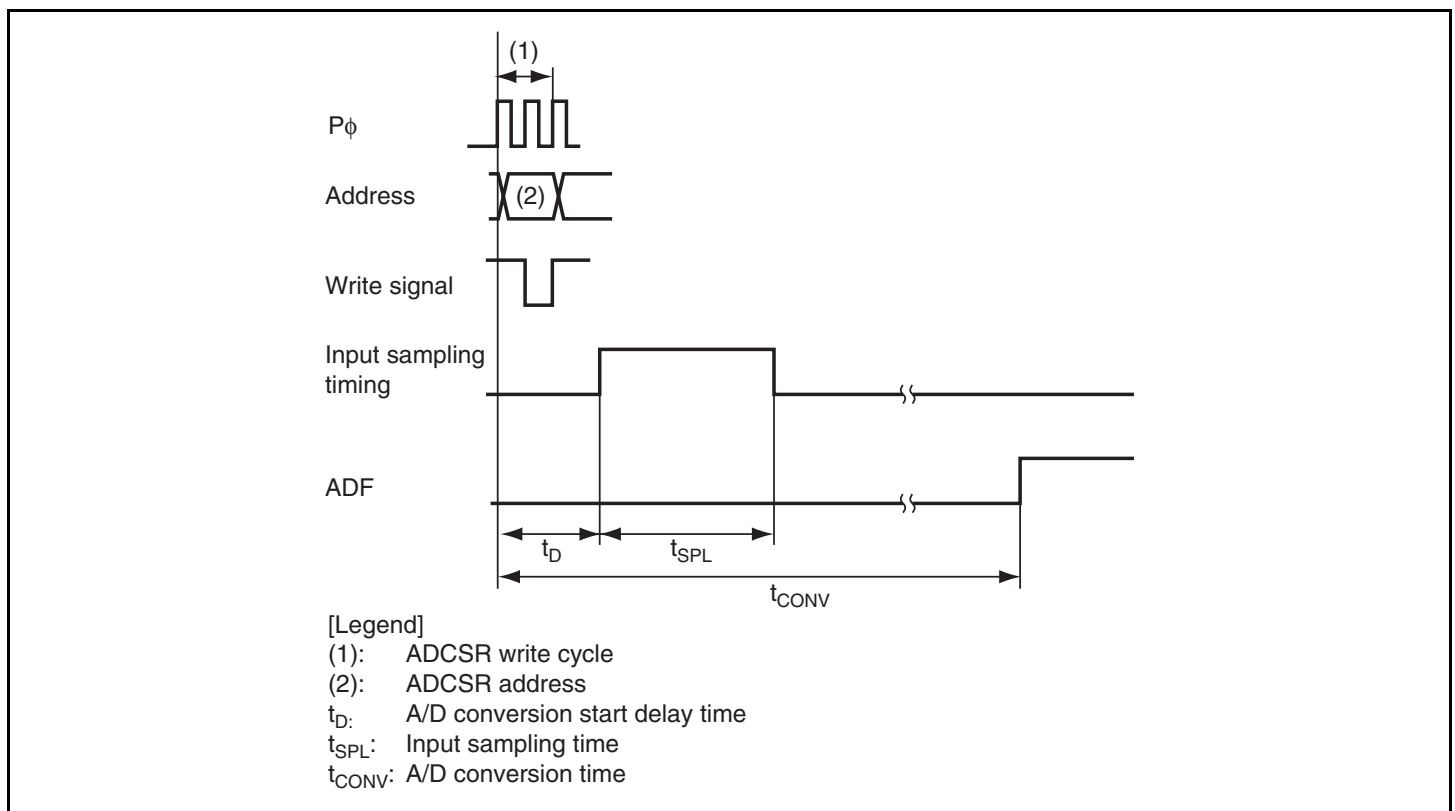 (1)
Pϕ
Address
(2)
Write signal
Input sampling
timing
ADF
tD
tSPL
tCONV
[Legend]
(1): ADCSR write cycle
(2): ADCSR address
tD: A/D conversion start delay time
tSPL: Input sampling time
tCONV: A/D conversion time